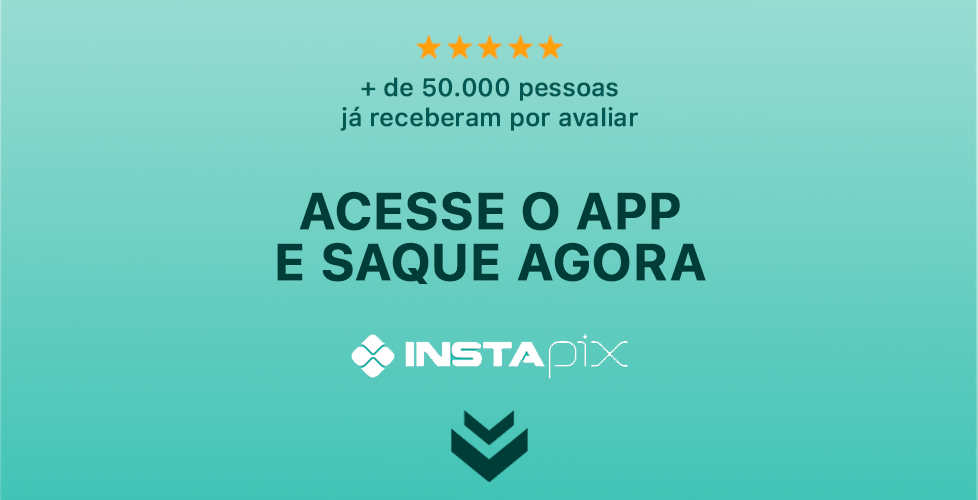 + de 50.000 pessoas
já receberam por avaliar
ACESSE O APP
E SAQUE AGORA
INSTApix